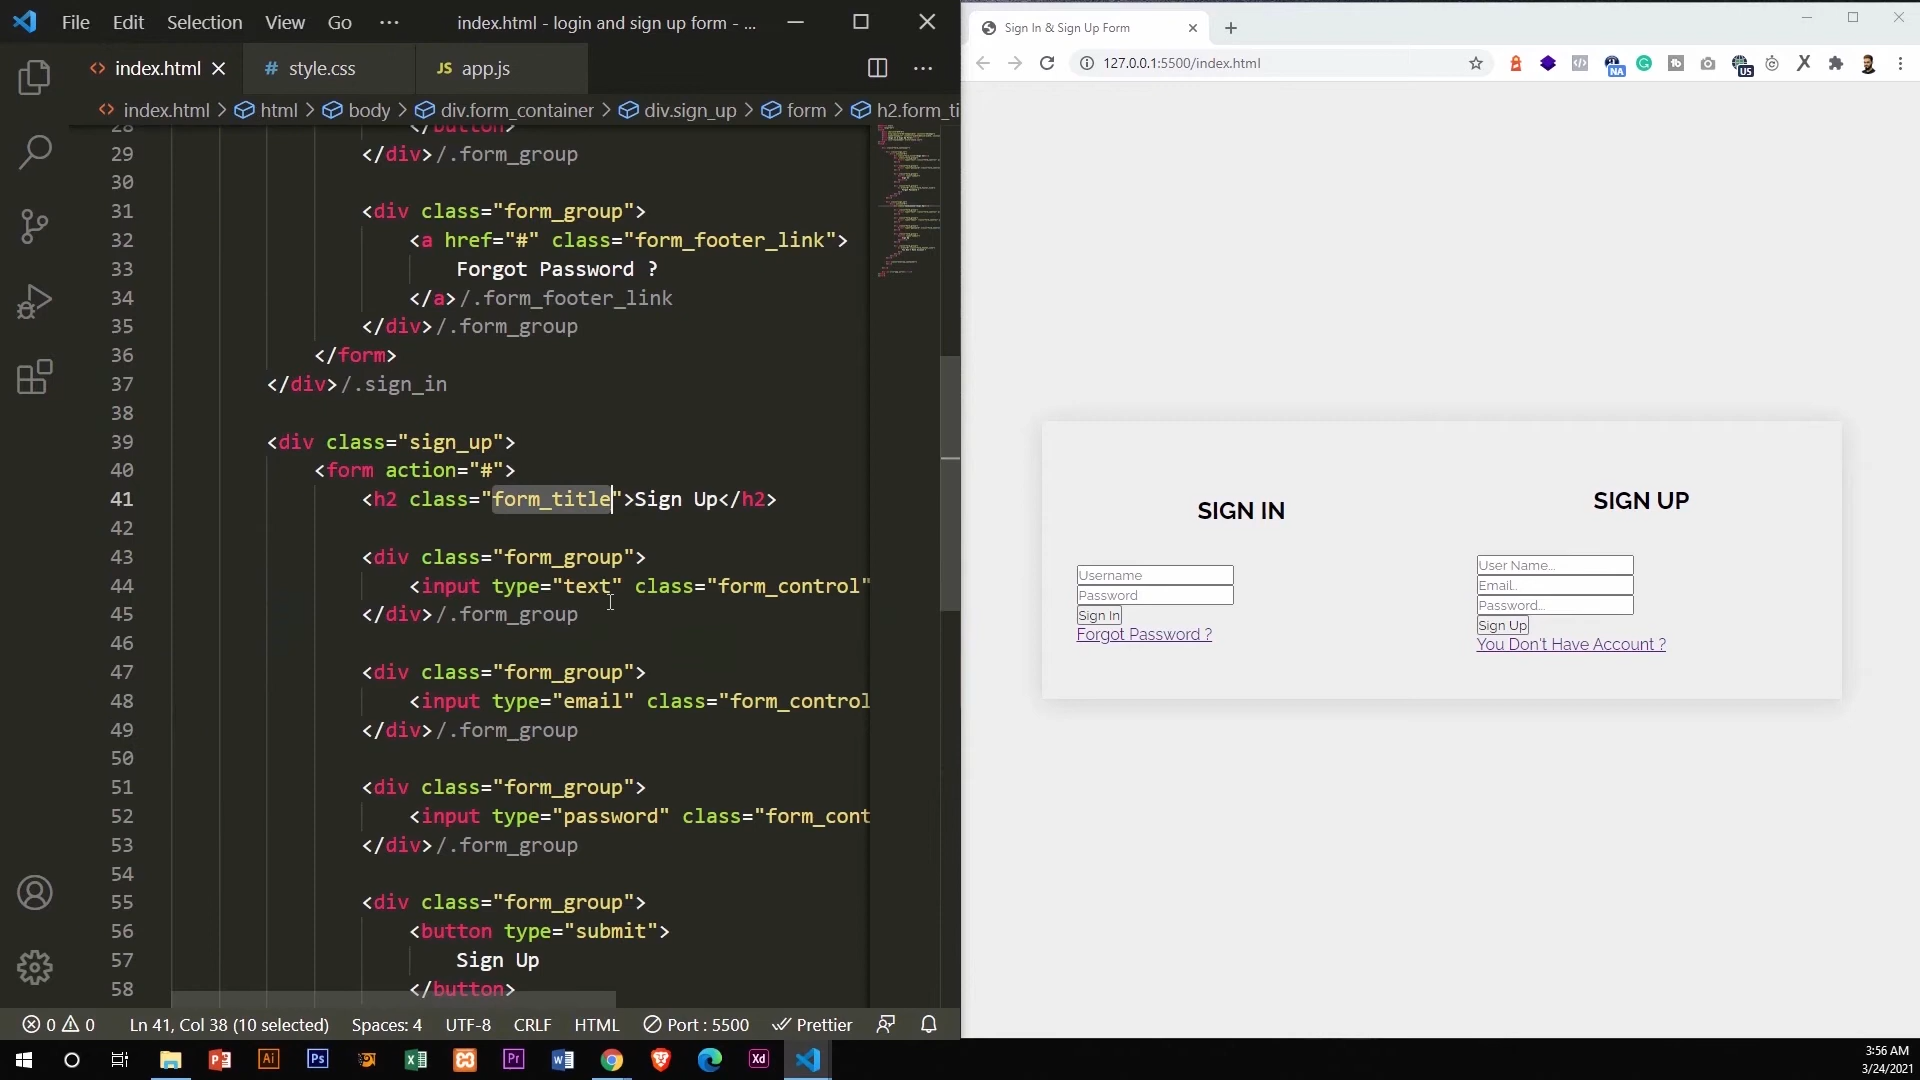 File Edit Selection View Go ··· index.html - login and sign up form - ...
index.html style.css JS app.js
index.html > html > body > div.form_container > div.sign_up > form > h2.form_ti
28 </button>
29 </div>/.form_group
30
31 <div class="form_group">
32 <a href="#" class="form_footer_link">
33 Forgot Password ?
34 </a>/.form_footer_link
35 </div>/.form_group
36 </form>
37 </div>/.sign_in
38
39 <div class="sign_up">
40 <form action="#">
41 <h2 class="form_title">Sign Up</h2>
42
43 <div class="form_group">
44 <input type="text" class="form_control"
45 </div>/.form_group
46
47 <div class="form_group">
48 <input type="email" class="form_control
49 </div>/.form_group
50
51 <div class="form_group">
52 <input type="password" class="form_cont
53 </div>/.form_group
54
55 <div class="form_group">
56 <button type="submit">
57 Sign Up
58 </button>
0 0 Ln 41, Col 38 (10 selected) Spaces: 4 UTF-8 CRLF HTML Port : 5500 Prettier
Sign In & Sign Up Form
127.0.0.1:5500/index.html
NA
US
SIGN IN
Username
Password
Sign In
Forgot Password ?
SIGN UP
User Name...
Email..
Password...
Sign Up
You Don't Have Account ?
Ai Ps Pr Xd
3:56 AM
3/24/2021